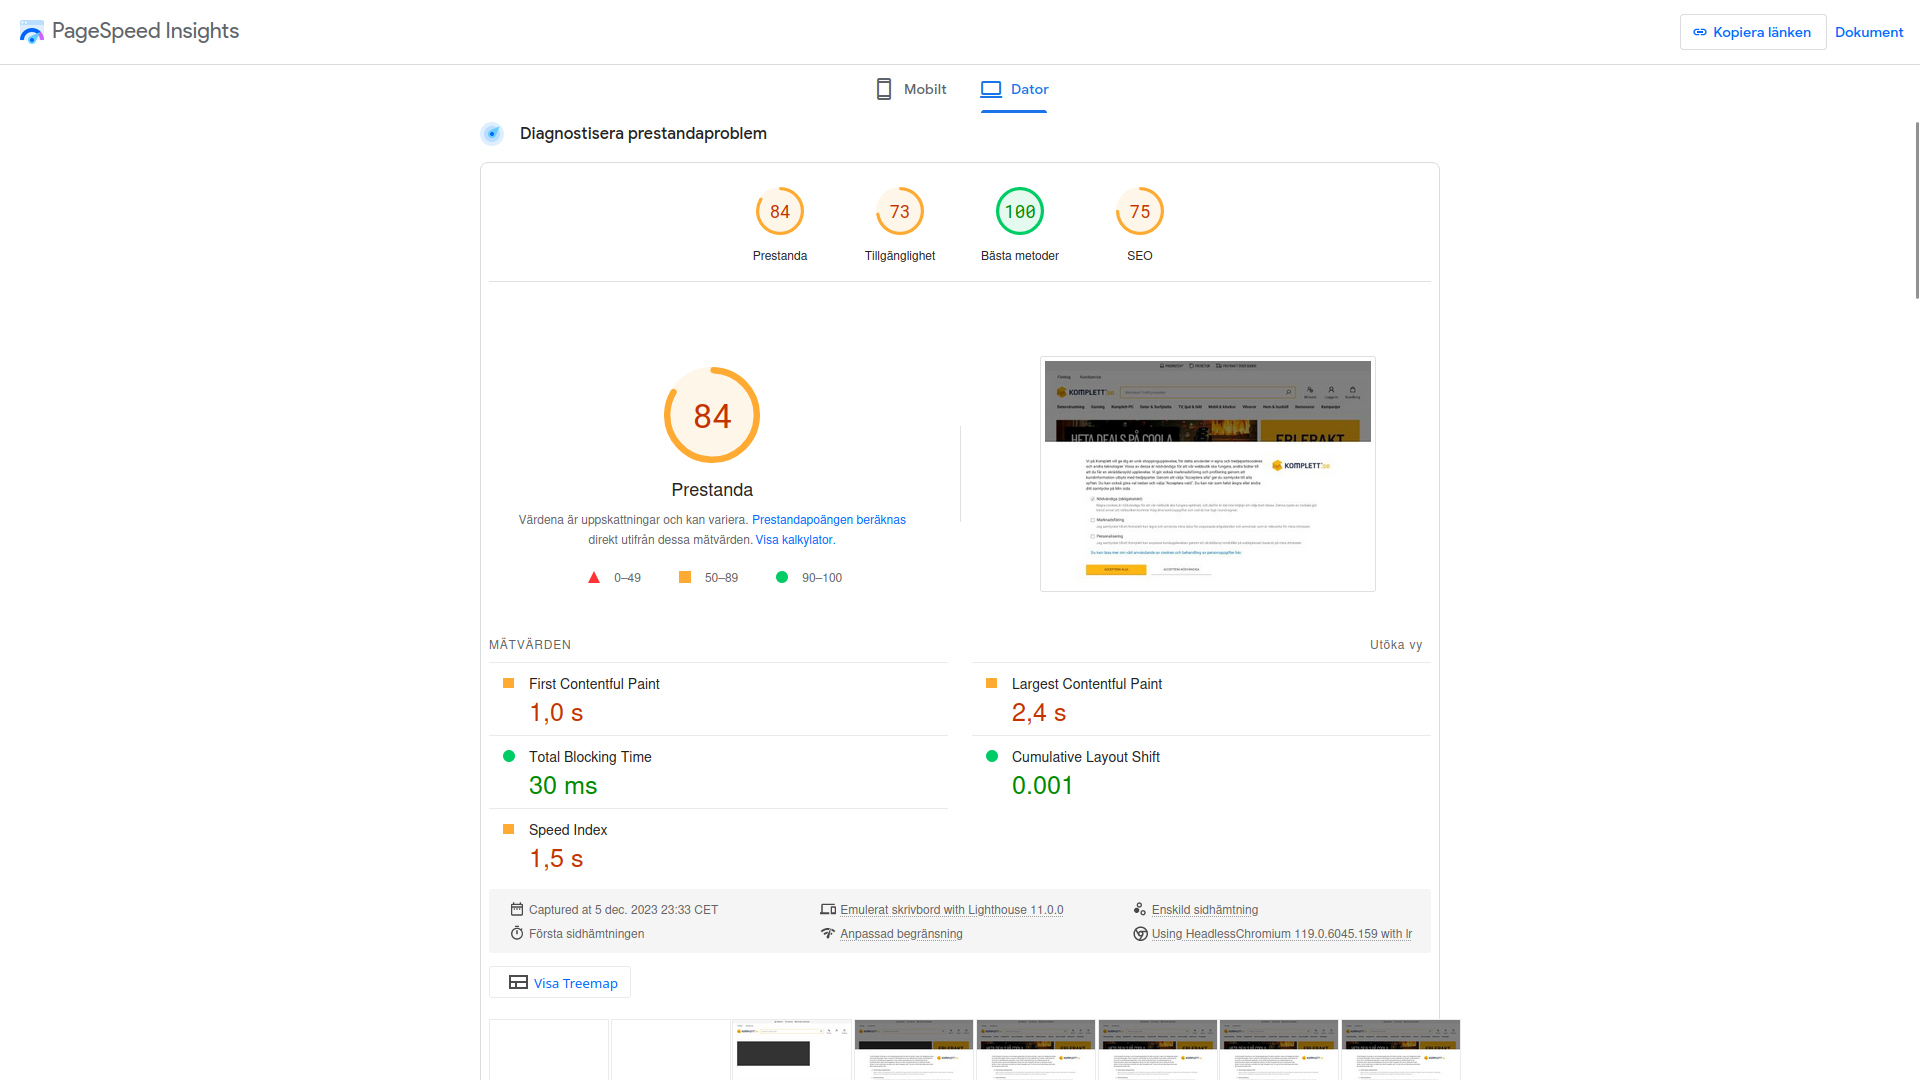 PageSpeed Insights
Kopiera länken
Dokument
Mobilt
Dator
Diagnostisera prestandaproblem
84
73
100
75
Prestanda
Tillgänglighet
Bästa metoder
SEO
84
Prestanda
Värdena är uppskattningar och kan variera. Prestandapoängen beräknas
direkt utifrån dessa mätvärden. Visa kalkylator.
0–49
50–89
90–100
KOMPLETT
HETA DEALS PÅ COOLA
KOMPLETT
Nödvändiga (obligatoriskt)
Marknadsföring
Personalisering
MÄTVÄRDEN
Utöka vy
First Contentful Paint
1,0 s
Largest Contentful Paint
2,4 s
Total Blocking Time
30 ms
Cumulative Layout Shift
0.001
Speed Index
1,5 s
Captured at 5 dec. 2023 23:33 CET
Emulerat skrivbord with Lighthouse 11.0.0
Enskild sidhämtning
Första sidhämtningen
Anpassad begränsning
Using HeadlessChromium 119.0.6045.159 with lr
Visa Treemap